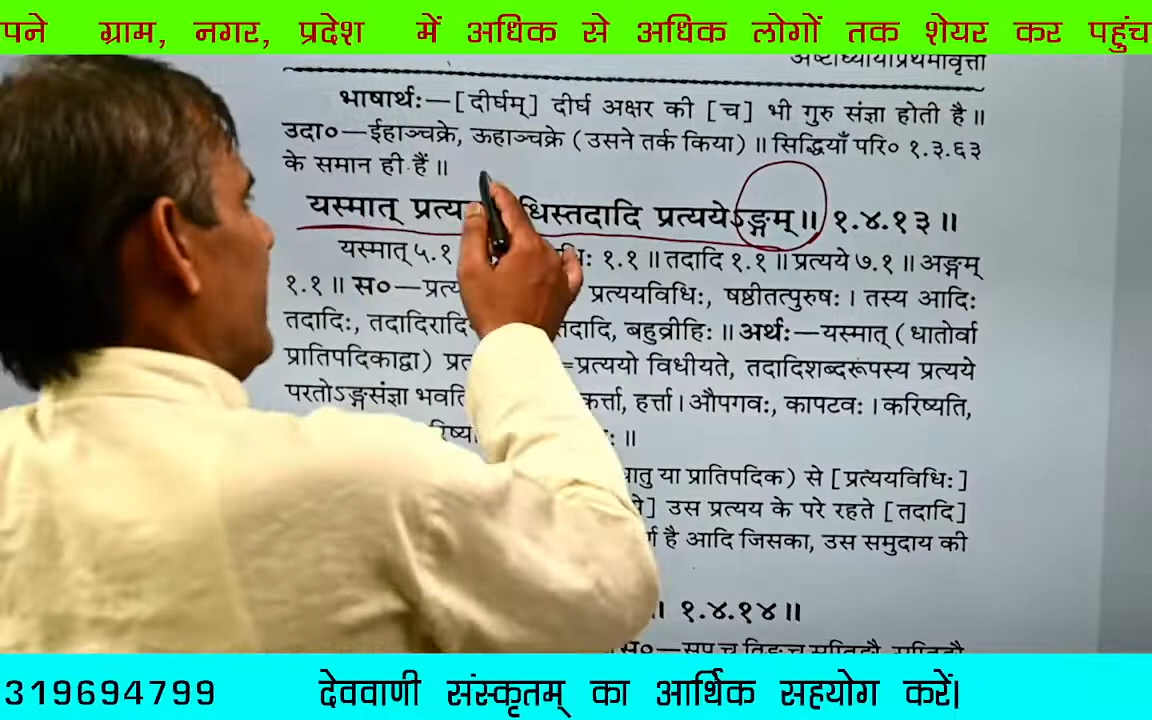 पने ग्राम, नगर, प्रदेश में अधिक से अधिक लोगों तक शेयर कर पहुंच
अष्टाध्यायीप्रथमावृत्तौ
भाषार्थः—[दीर्घम्] दीर्घ अक्षर की [च] भी गुरु संज्ञा होती है॥
उदा०—ईहाञ्चक्रे, ऊहाञ्चक्रे (उसने तर्क किया)॥ सिद्धियाँ परि० १.३.६३
के समान ही हैं॥
यस्मात् प्रत्य धिस्तदादि प्रत्ययेऽङ्गम्॥ १.४.१३॥
यस्मात् ५.१ धिः १.१॥ तदादि १.१॥ प्रत्यये ७.१॥ अङ्गम्
१.१॥ स०—प्रत्य प्रत्ययविधिः, षष्ठीतत्पुरुषः। तस्य आदिः
तदादिः, तदादिरादि तदादि, बहुव्रीहिः॥ अर्थः—यस्मात् (धातोर्वा
प्रातिपदिकाद्वा) प्रत =प्रत्ययो विधीयते, तदादिशब्दरूपस्य प्रत्यये
परतोऽङ्गसंज्ञा भवति कर्त्ता, हर्त्ता। औपगवः, कापटवः। करिष्यति,
रिष्य ः॥
ातु या प्रातिपदिक) से [प्रत्ययविधिः]
] उस प्रत्यय के परे रहते [तदादि]
र्ण है आदि जिसका, उस समुदाय की
॥ १.४.१४॥
319694799 देववाणी संस्कृतम् का आर्थिक सहयोग करें।